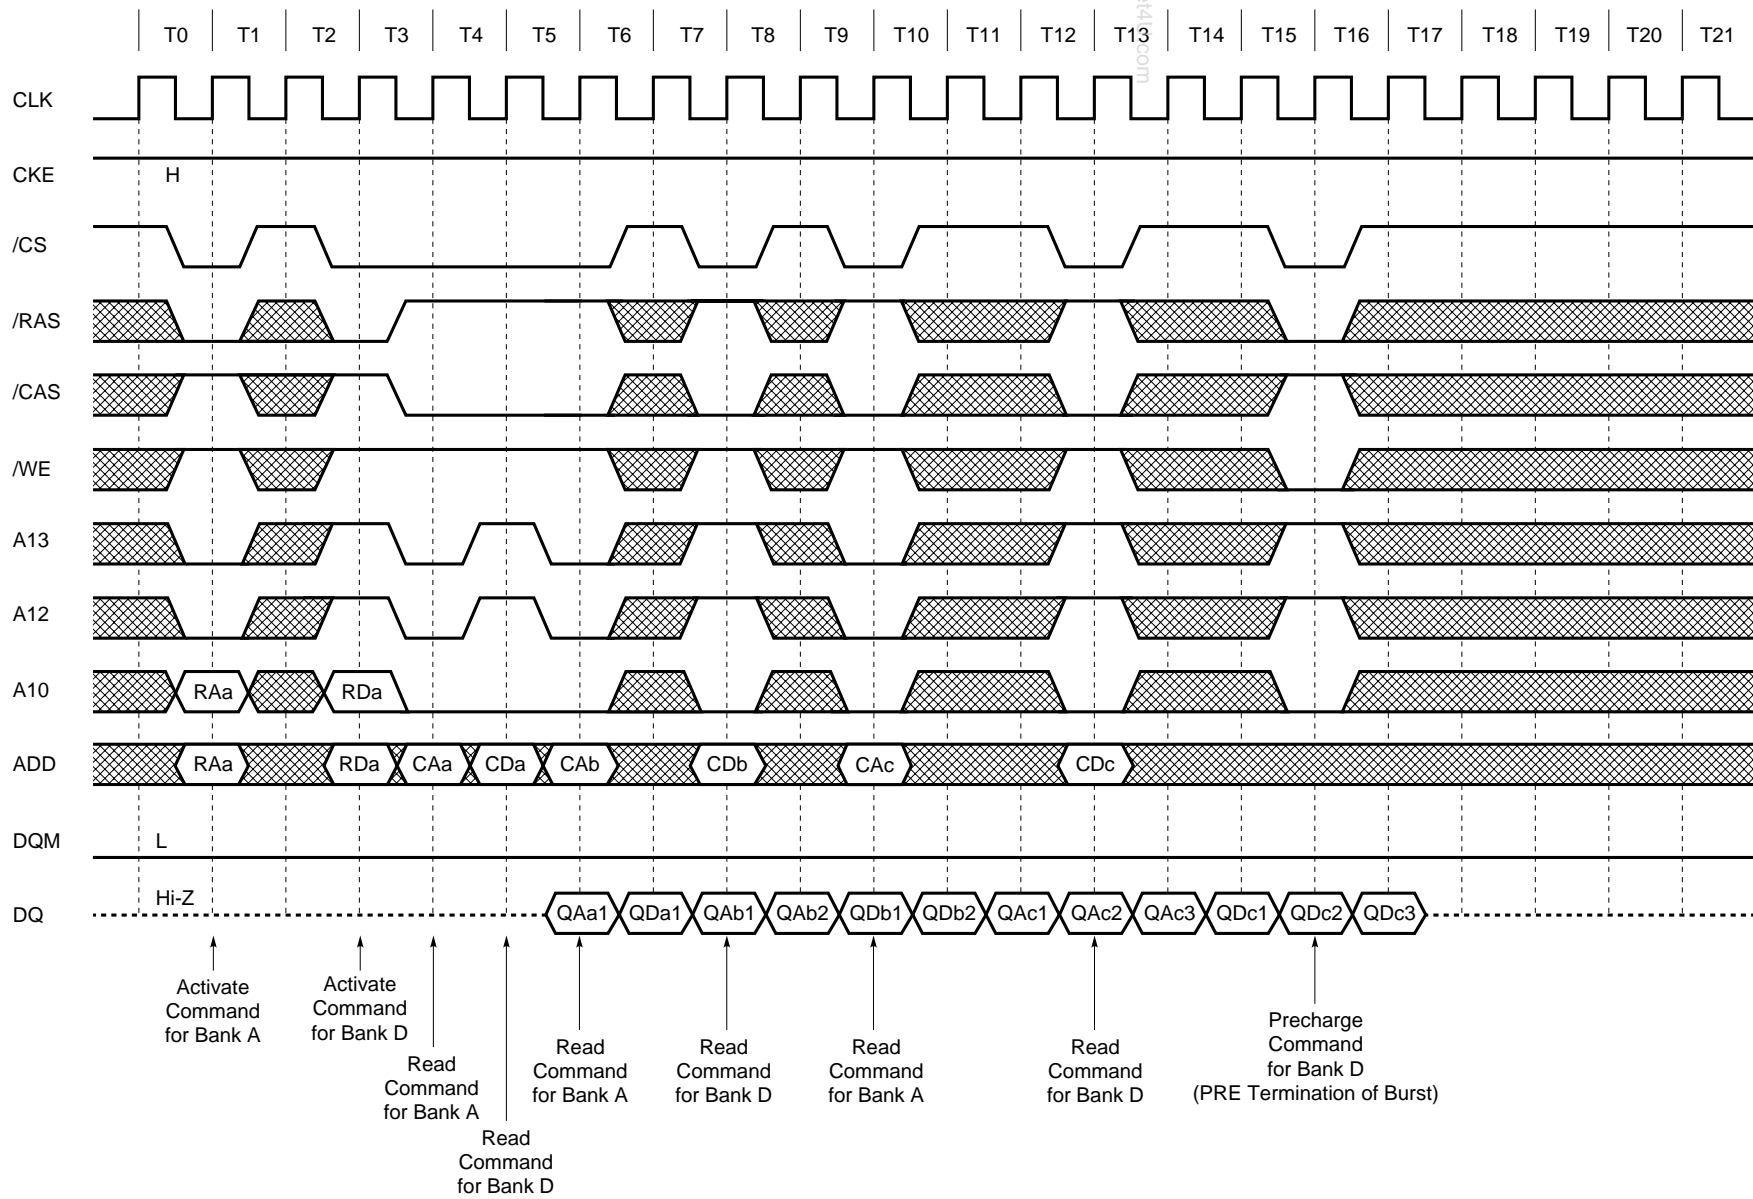 T0 T1 T2 T3 T4 T5 T6 T7 T8 T9 T10 T11 T12 T13 T14 T15 T16 T17 T18 T19 T20 T21
CLK
CKE H
/CS
/RAS
/CAS
/WE
A13
A12
A10 RAa RDa
ADD RAa RDa CAa CDa CAb CDb CAc CDc
DQM L
Hi-Z
DQ QAa1 QDa1 QAb1 QAb2 QDb1 QDb2 QAc1 QAc2 QAc3 QDc1 QDc2 QDc3
Activate
Command
for Bank A
Activate
Command
for Bank D
Read
Command
for Bank A
Read
Command
for Bank D
Read
Command
for Bank A
Read
Command
for Bank D
Read
Command
for Bank A
Read
Command
for Bank D
Precharge
Command
for Bank D
(PRE Termination of Burst)